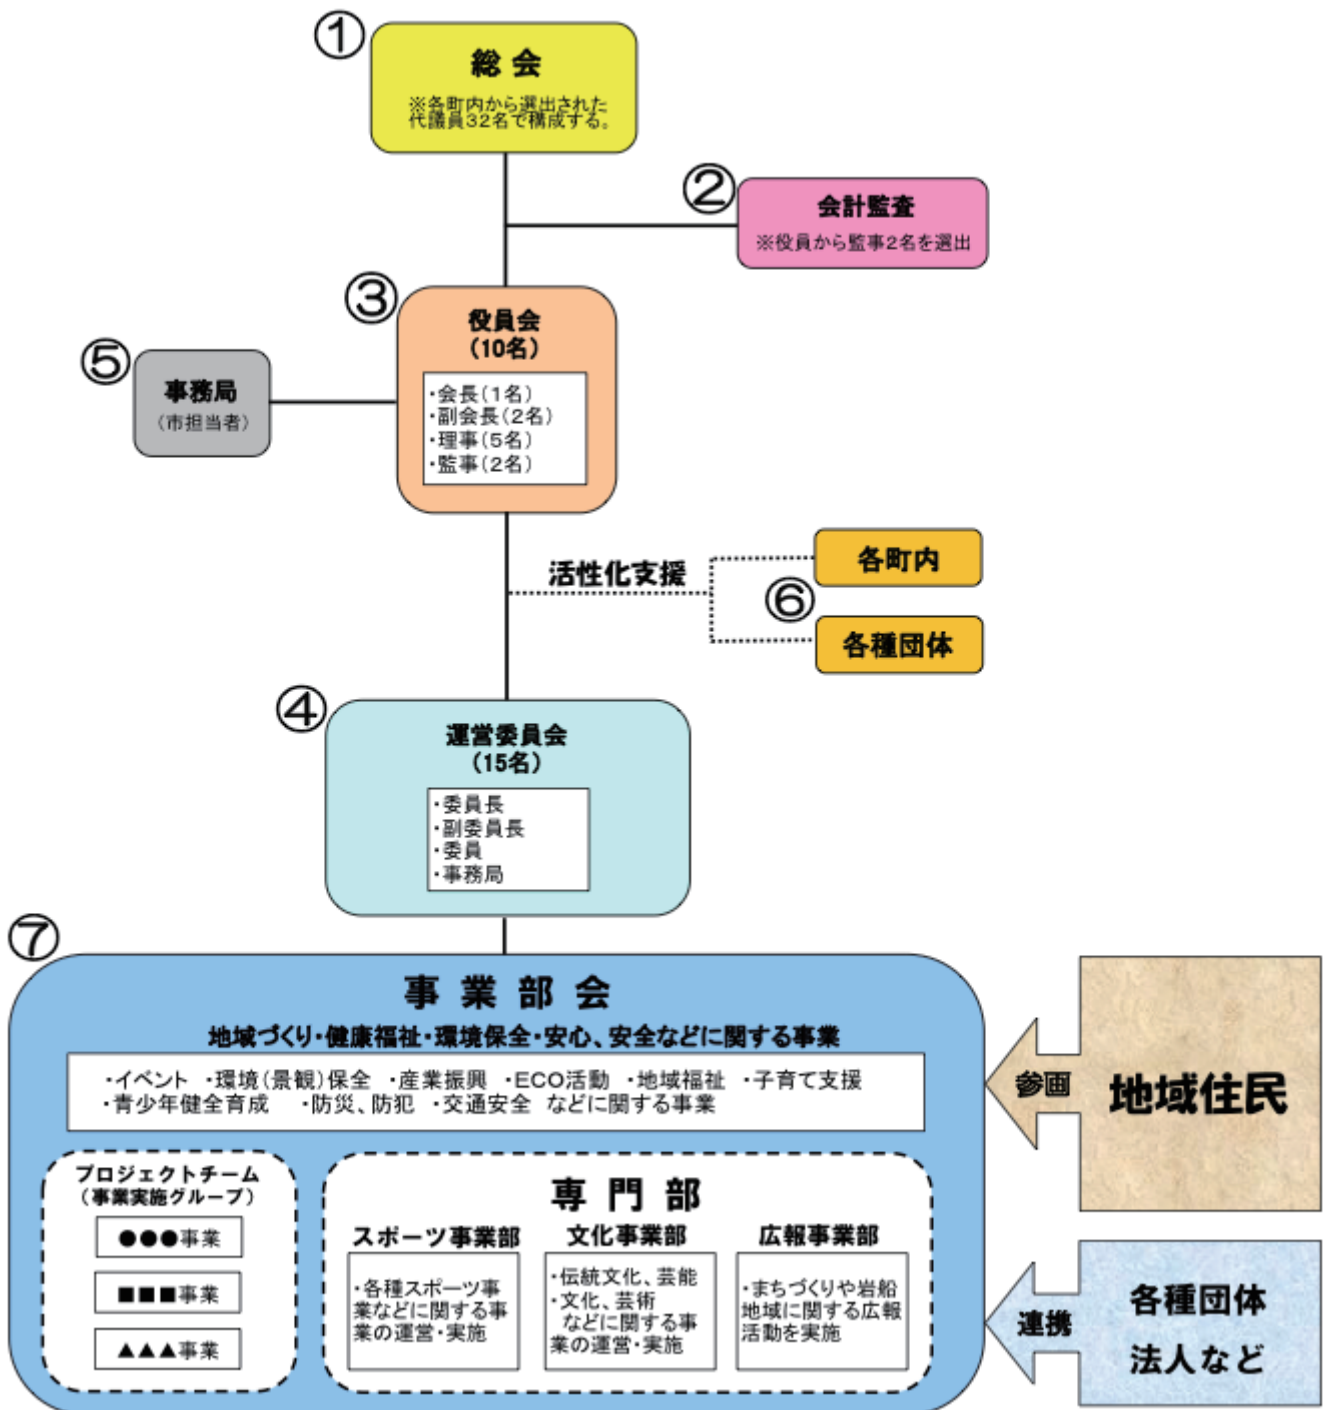 ①
総会
※各町内から選出された
代議員32名で構成する。
②
会計監査
※役員から監事2名を選出
③
役員会
(10名)
・会長(1名)
・副会長(2名)
・理事(5名)
・監事(2名)
⑤
事務局
(市担当者)
活性化支援
⑥
各町内
各種団体
④
運営委員会
(15名)
・委員長
・副委員長
・委員
・事務局
⑦
事業部会
地域づくり・健康福祉・環境保全・安心、安全などに関する事業
・イベント ・環境(景観)保全 ・産業振興 ・ECO活動 ・地域福祉 ・子育て支援
・青少年健全育成 ・防災、防犯 ・交通安全 などに関する事業
プロジェクトチーム
(事業実施グループ)
●●●事業
■■■事業
▲▲▲事業
専門部
スポーツ事業部
・各種スポーツ事
業などに関する事
業の運営・実施
文化事業部
・伝統文化、芸能
・文化、芸術
などに関する事
業の運営・実施
広報事業部
・まちづくりや岩船
地域に関する広報
活動を実施
参画
地域住民
連携
各種団体
法人など